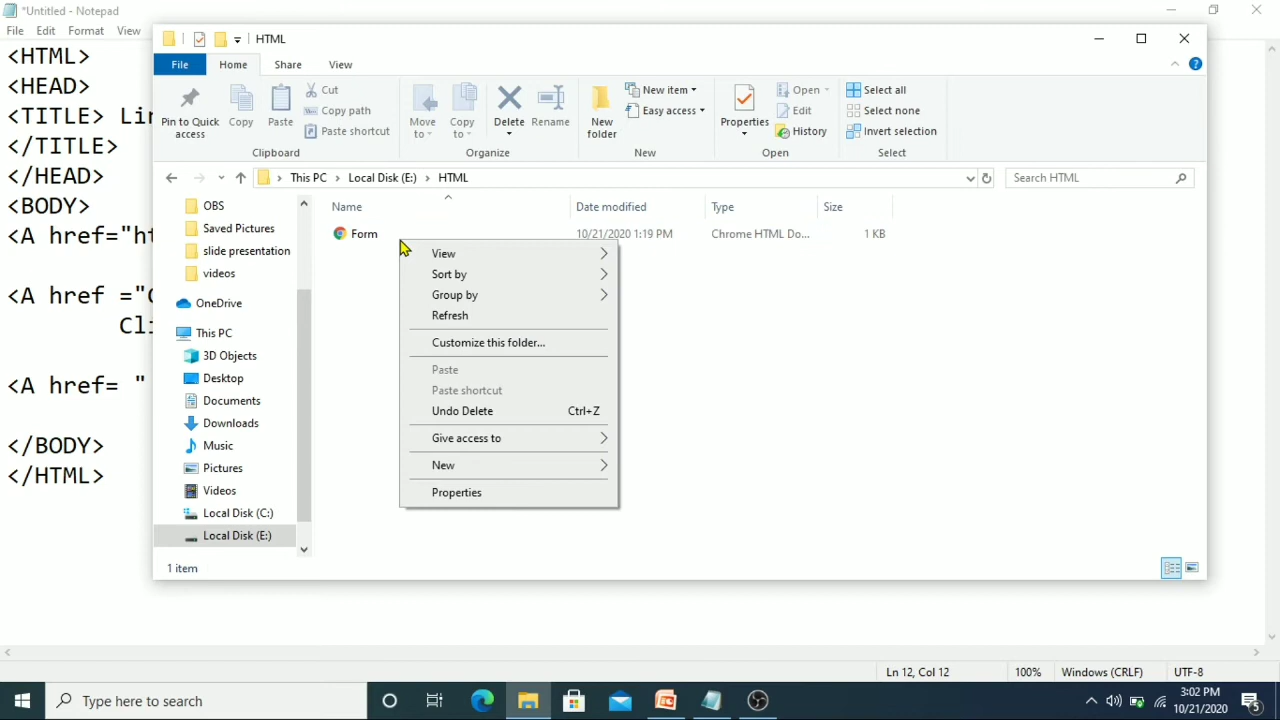 *Untitled - Notepad
File Edit Format View
<HTML>
<HEAD>
<TITLE> Lin
</TITLE>
</HEAD>
<BODY>
<A href="ht
<A href ="C
Cli
<A href= "
</BODY>
</HTML>
HTML
File Home Share View
Pin to Quick access
Copy
Paste
Cut
Copy path
Paste shortcut
Clipboard
Move to
Copy to
Delete
Rename
Organize
New folder
New item
Easy access
New
Properties
Open
Edit
History
Open
Select all
Select none
Invert selection
Select
This PC > Local Disk (E:) > HTML
Search HTML
OBS
Saved Pictures
slide presentation
videos
OneDrive
This PC
3D Objects
Desktop
Documents
Downloads
Music
Pictures
Videos
Local Disk (C:)
Local Disk (E:)
Name Date modified Type Size
Form 10/21/2020 1:19 PM Chrome HTML Do... 1 KB
View
Sort by
Group by
Refresh
Customize this folder...
Paste
Paste shortcut
Undo Delete Ctrl+Z
Give access to
New
Properties
1 item
Ln 12, Col 12 100% Windows (CRLF) UTF-8
Type here to search
3:02 PM
10/21/2020
5